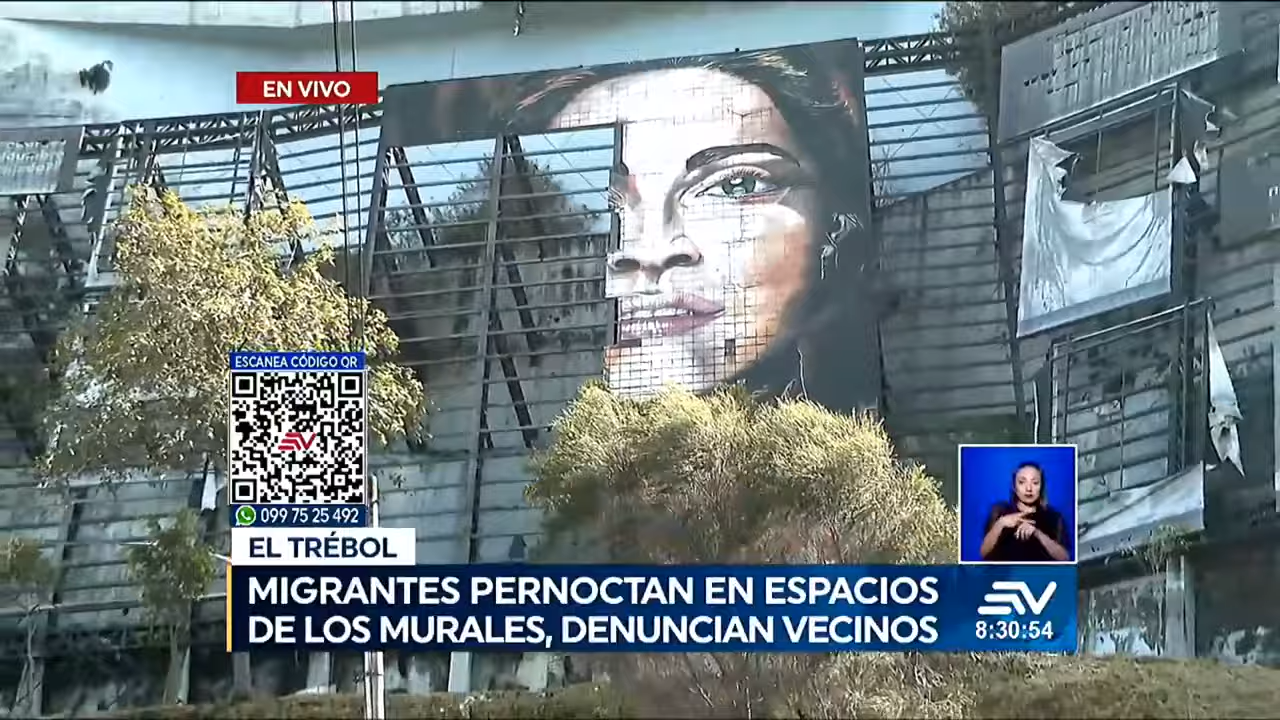 EN VIVO
ESCANEA CÓDIGO QR
099 75 25 492
EL TRÉBOL
MIGRANTES PERNOCTAN EN ESPACIOS
DE LOS MURALES, DENUNCIAN VECINOS
8:30:54